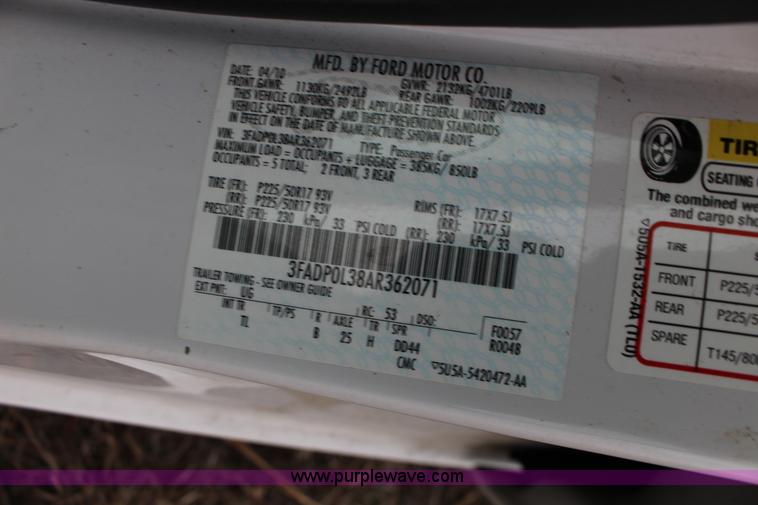 MFD. BY FORD MOTOR CO.
DATE: 04/10 GVWR: 2132KG/4701LB
FRONT GAWR: 1130KG/2492LB REAR GAWR: 1002KG/2209LB
THIS VEHICLE CONFORMS TO ALL APPLICABLE FEDERAL MOTOR
VEHICLE SAFETY, BUMPER, AND THEFT PREVENTION STANDARDS
IN EFFECT ON THE DATE OF MANUFACTURE SHOWN ABOVE.
VIN: 3FADP0L38AR362071 TYPE: Passenger Car
MAXIMUM LOAD = OCCUPANTS + LUGGAGE = 385KG/ 850LB
OCCUPANTS = 5 TOTAL; 2 FRONT, 3 REAR
TIRE (FR): P225/50R17 93V RIMS (FR): 17X7.5J
(RR): P225/50R17 93V (RR): 17X7.5J
PRESSURE (FR): 230 kPa/ 33 PSI COLD (RR): 230 kPa/ 33 PSI COLD
3FADP0L38AR362071
TRAILER TOWING - SEE OWNER GUIDE
EXT PNT: UG RC: 53 DSO: F0057
INT TR TP/PS R AXLE TR SPR R0048
TL B 25 H DD44
CMC ▽5U5A-5420472-AA
TIR
SEATING
The combined we
and cargo sho
TIRE S
FRONT P225/5
REAR P225/5
SPARE T145/80
▽5U5A-1532-AA (TLU)
www.purplewave.com